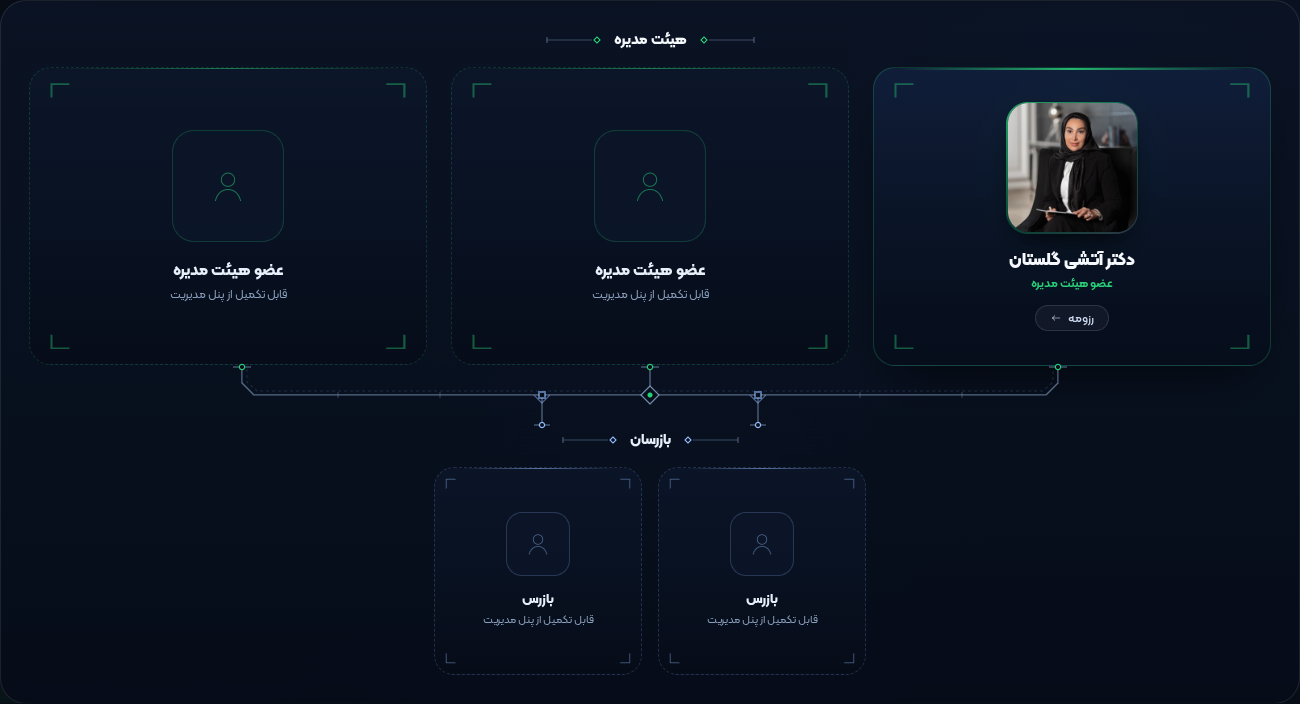 هیئت مدیره
دکتر آتشی گلستان
عضو هیئت مدیره
رزومه
عضو هیئت مدیره
قابل تکمیل از پنل مدیریت
عضو هیئت مدیره
قابل تکمیل از پنل مدیریت
بازرسان
بازرس
قابل تکمیل از پنل مدیریت
بازرس
قابل تکمیل از پنل مدیریت